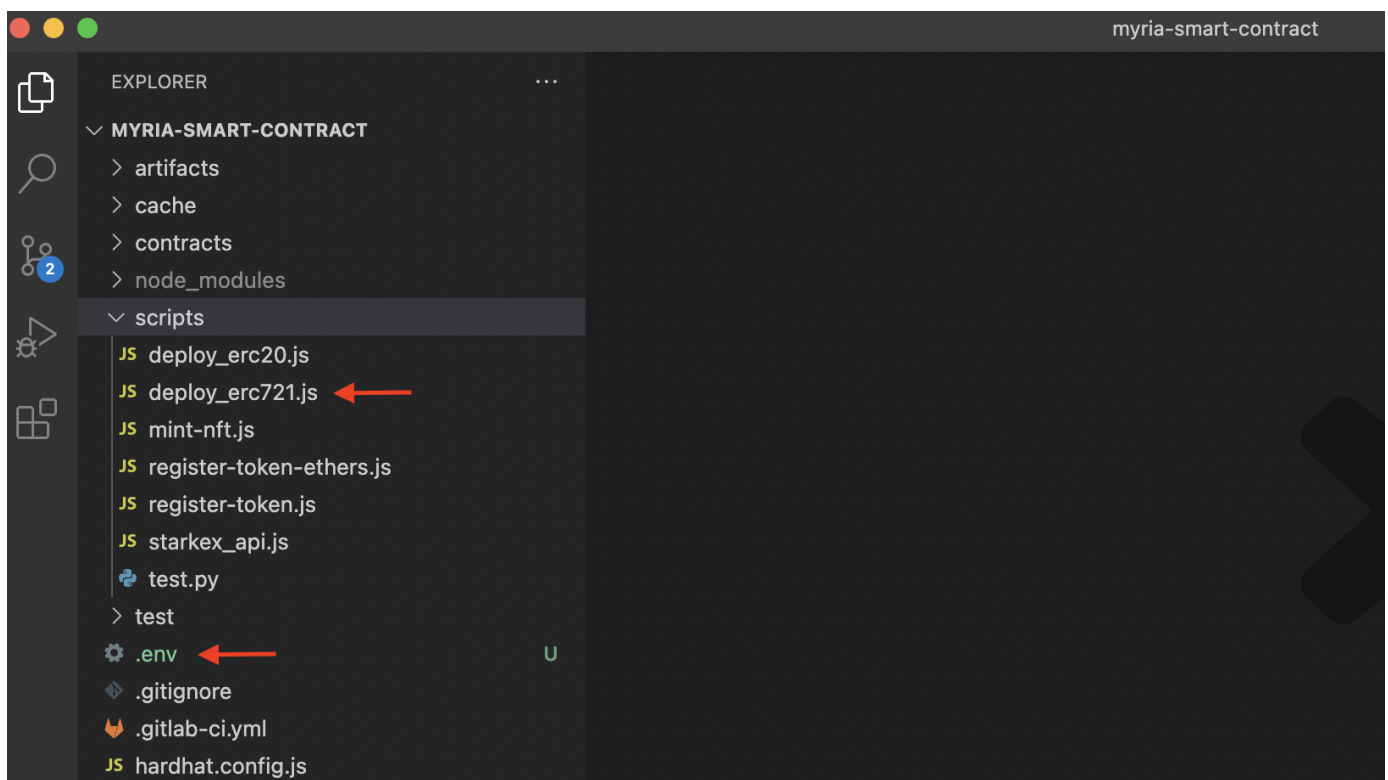 myria-smart-contract
EXPLORER
MYRIA-SMART-CONTRACT
artifacts
cache
contracts
2
node_modules
scripts
JS deploy_erc20.js
JS deploy_erc721.js
JS mint-nft.js
JS register-token-ethers.js
JS register-token.js
JS starkex_api.js
test.py
test
.env U
.gitignore
.gitlab-ci.yml
JS hardhat.config.js